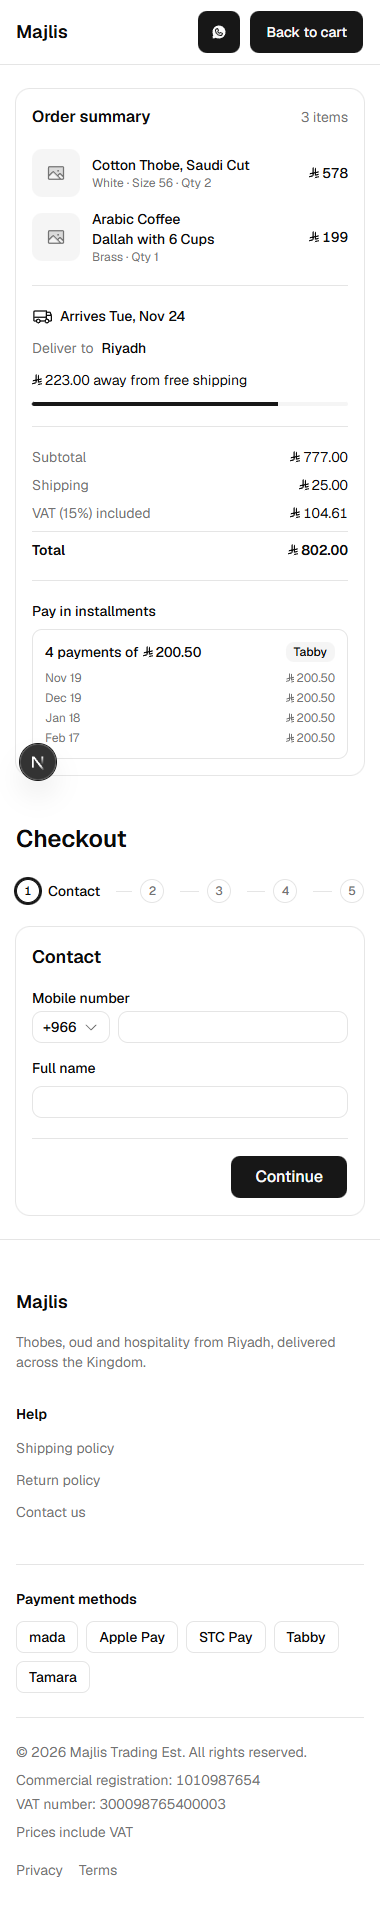 Majlis
Back to cart
Order summary
3 items
Cotton Thobe, Saudi Cut
White · Size 56 · Qty 2
⃁ 578
Arabic Coffee
Dallah with 6 Cups
Brass · Qty 1
⃁ 199
Arrives Tue, Nov 24
Deliver to Riyadh
⃁ 223.00 away from free shipping
Subtotal ⃁ 777.00
Shipping ⃁ 25.00
VAT (15%) included ⃁ 104.61
Total ⃁ 802.00
Pay in installments
4 payments of ⃁ 200.50
Tabby
Nov 19 ⃁ 200.50
Dec 19 ⃁ 200.50
Jan 18 ⃁ 200.50
Feb 17 ⃁ 200.50
N
Checkout
1 Contact 2 3 4 5
Contact
Mobile number
+966
Full name
Continue
Majlis
Thobes, oud and hospitality from Riyadh, delivered
across the Kingdom.
Help
Shipping policy
Return policy
Contact us
Payment methods
mada Apple Pay STC Pay Tabby
Tamara
© 2026 Majlis Trading Est. All rights reserved.
Commercial registration: 1010987654
VAT number: 300098765400003
Prices include VAT
Privacy Terms